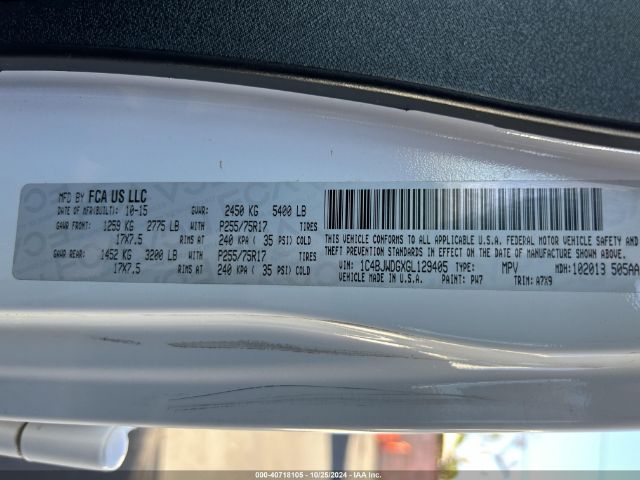 MFD BY FCA US LLC
DATE OF MFR(BUILT): 10-15 GVWR: 2450 KG 5400 LB
GAWR FRONT: 1259 KG 2775 LB WITH P255/75R17 TIRES
17X7.5 RIMS AT 240 KPA ( 35 PSI) COLD
GAWR REAR: 1452 KG 3200 LB WITH P255/75R17 TIRES
17X7.5 RIMS AT 240 KPA ( 35 PSI) COLD
THIS VEHICLE CONFORMS TO ALL APPLICABLE U.S.A. FEDERAL MOTOR VEHICLE SAFETY AND
THEFT PREVENTION STANDARDS IN EFFECT ON THE DATE OF MANUFACTURE SHOWN ABOVE.
VIN: 1C4BJWDGXGL129405 TYPE: MPV MDH: 102013 505AA
VEHICLE MADE IN U.S.A. PAINT: PW7 TRIM: A7X9
000-40718105 | 10/25/2024 | IAA Inc.